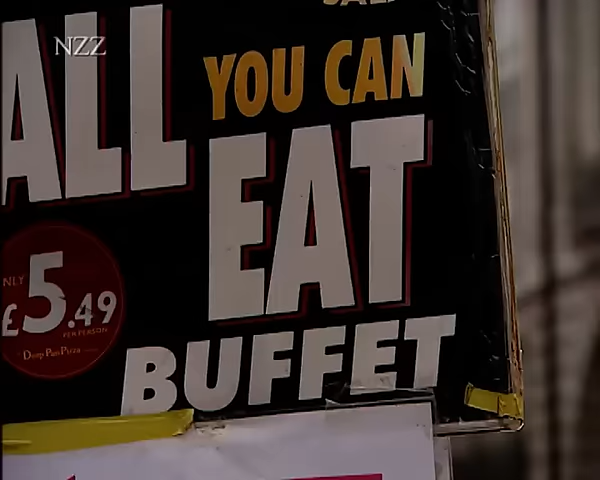 NZZ
ALL
YOU CAN
EAT
BUFFET
ONLY
£5.49
PER PERSON
Deep Pan Pizza